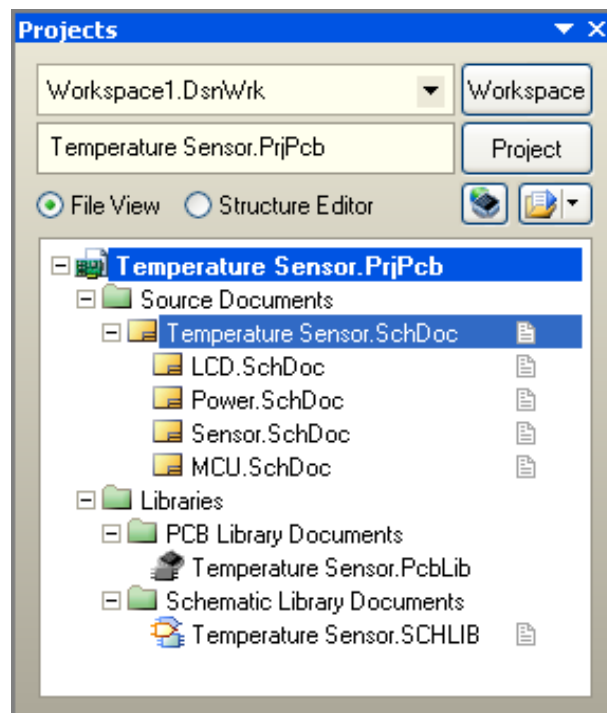 Projects
Workspace1.DsnWrk Workspace
Temperature Sensor.PrjPcb Project
File View Structure Editor
Temperature Sensor.PrjPcb
Source Documents
Temperature Sensor.SchDoc
LCD.SchDoc
Power.SchDoc
Sensor.SchDoc
MCU.SchDoc
Libraries
PCB Library Documents
Temperature Sensor.PcbLib
Schematic Library Documents
Temperature Sensor.SCHLIB